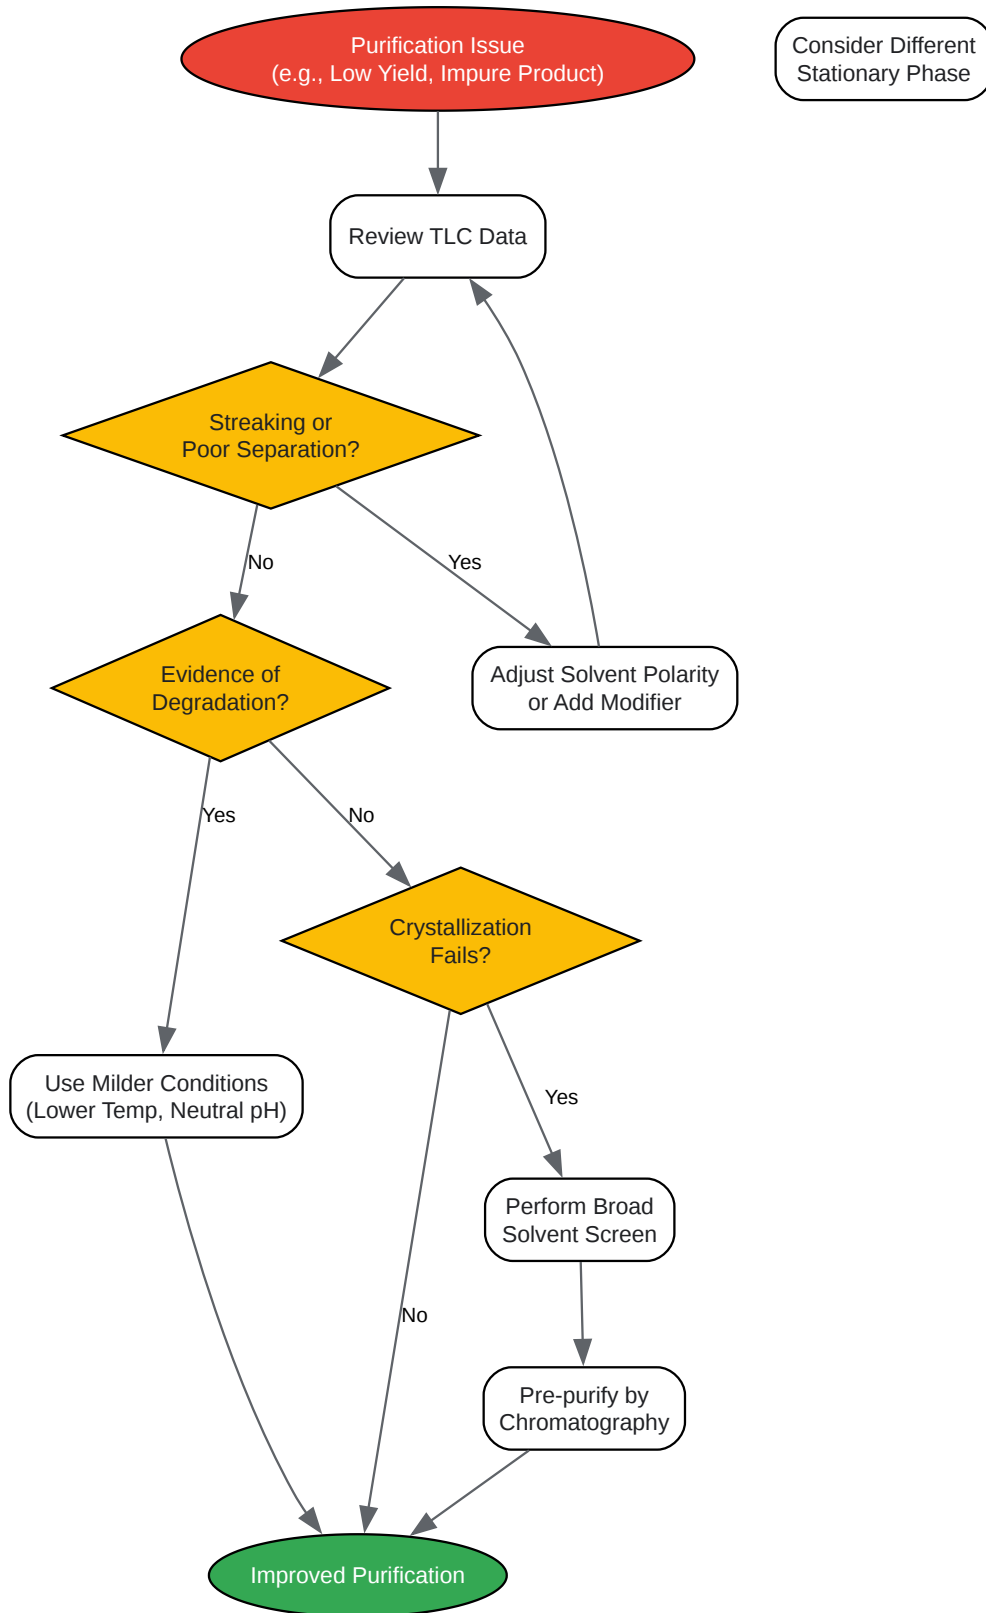 Purification Issue
(e.g., Low Yield, Impure Product)
Consider Different
Stationary Phase
Review TLC Data
Streaking or
Poor Separation?
No
Yes
Evidence of
Degradation?
Adjust Solvent Polarity
or Add Modifier
Yes
No
Crystallization
Fails?
Use Milder Conditions
(Lower Temp, Neutral pH)
Yes
Perform Broad
Solvent Screen
No
Pre-purify by
Chromatography
Improved Purification